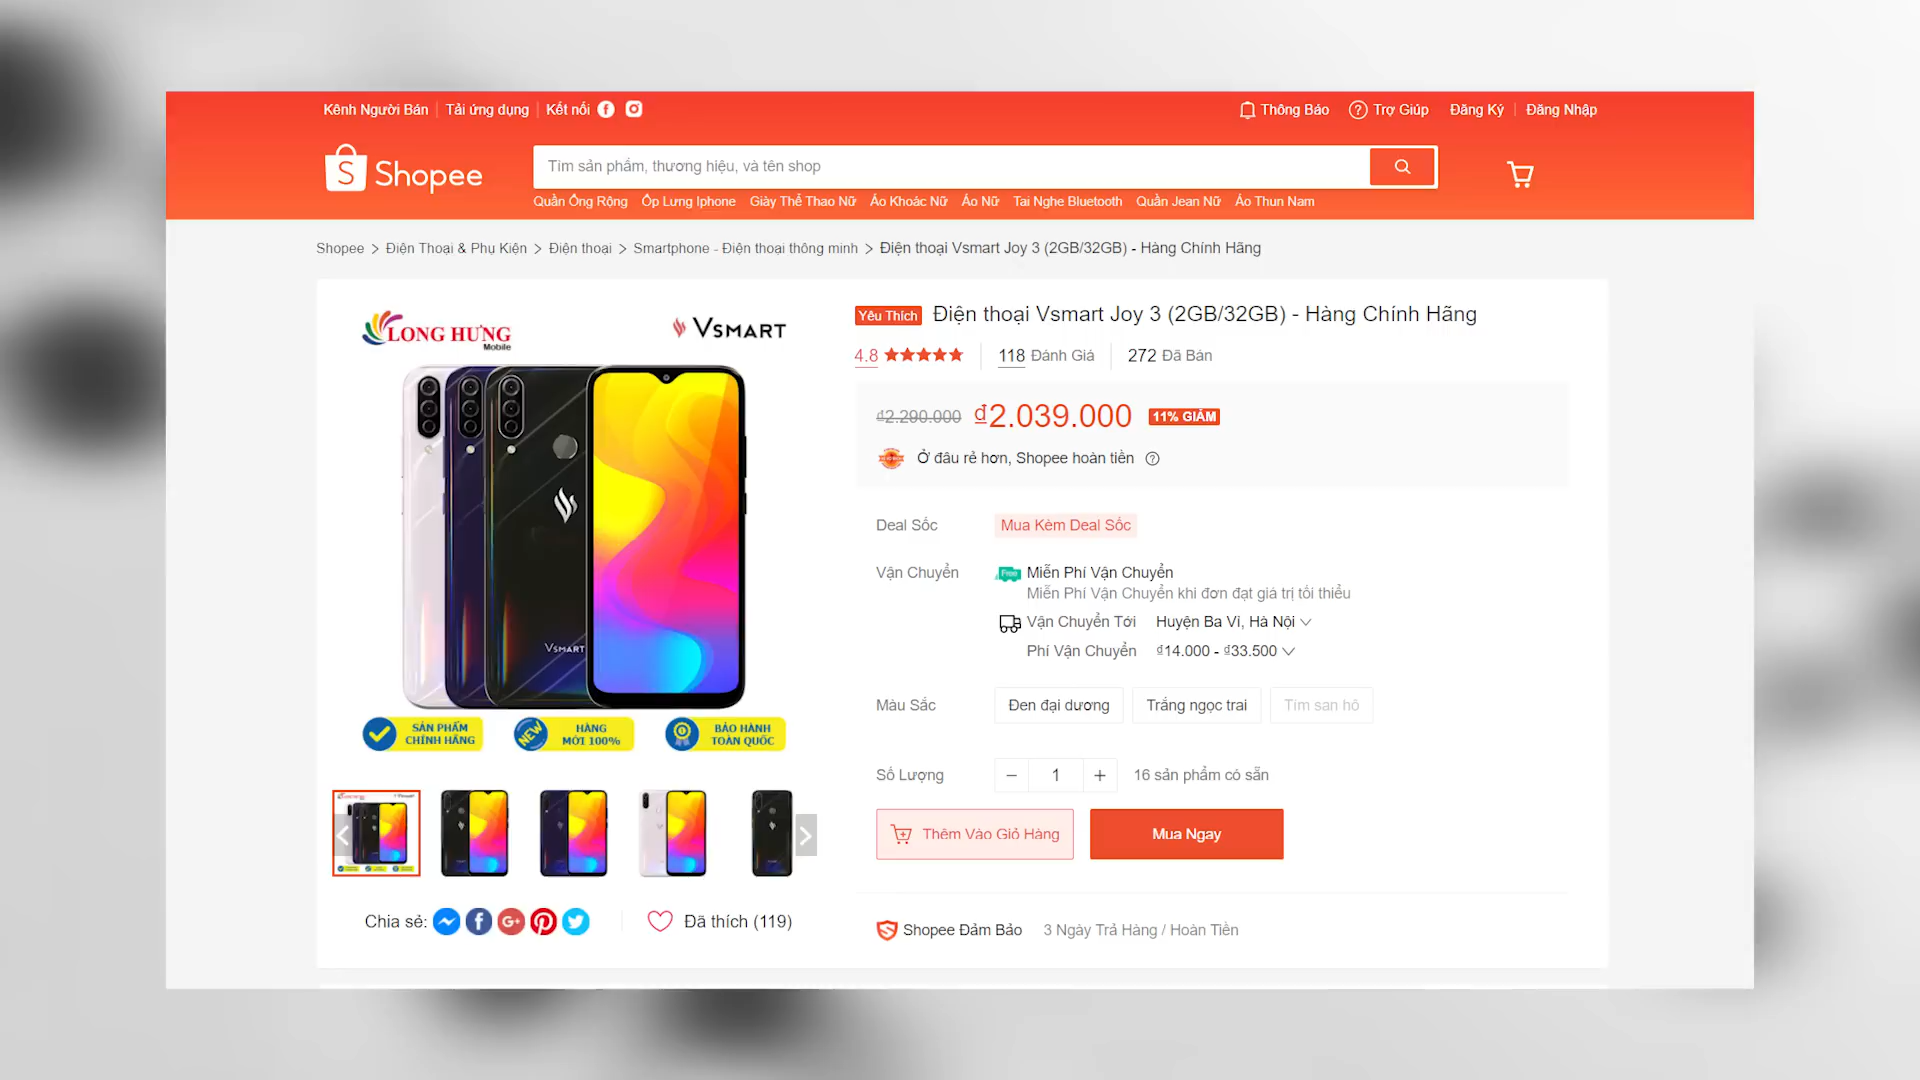 Kênh Người Bán | Tải ứng dụng | Kết nối
Thông Báo Trợ Giúp Đăng Ký | Đăng Nhập
Shopee
Tìm sản phẩm, thương hiệu, và tên shop
Quần Ống Rộng Ốp Lưng Iphone Giày Thể Thao Nữ Áo Khoác Nữ Áo Nữ Tai Nghe Bluetooth Quần Jean Nữ Áo Thun Nam
Shopee > Điện Thoại & Phụ Kiện > Điện thoại > Smartphone - Điện thoại thông minh > Điện thoại Vsmart Joy 3 (2GB/32GB) - Hàng Chính Hãng
LONG HƯNG
Mobile
VSMART
VSMART
SẢN PHẨM
CHÍNH HÃNG
NEW
HÀNG
MỚI 100%
BẢO HÀNH
TOÀN QUỐC
Chia sẻ:
Đã thích (119)
Yêu Thích Điện thoại Vsmart Joy 3 (2GB/32GB) - Hàng Chính Hãng
4.8 118 Đánh Giá 272 Đã Bán
₫2.290.000 ₫2.039.000 11% GIẢM
Ở đâu rẻ hơn, Shopee hoàn tiền
Deal Sốc Mua Kèm Deal Sốc
Vận Chuyển Free Miễn Phí Vận Chuyển
Miễn Phí Vận Chuyển khi đơn đạt giá trị tối thiểu
Vận Chuyển Tới Huyện Ba Vì, Hà Nội
Phí Vận Chuyển ₫14.000 - ₫33.500
Màu Sắc Đen đại dương Trắng ngọc trai Tím san hô
Số Lượng − 1 + 16 sản phẩm có sẵn
Thêm Vào Giỏ Hàng Mua Ngay
Shopee Đảm Bảo 3 Ngày Trả Hàng / Hoàn Tiền